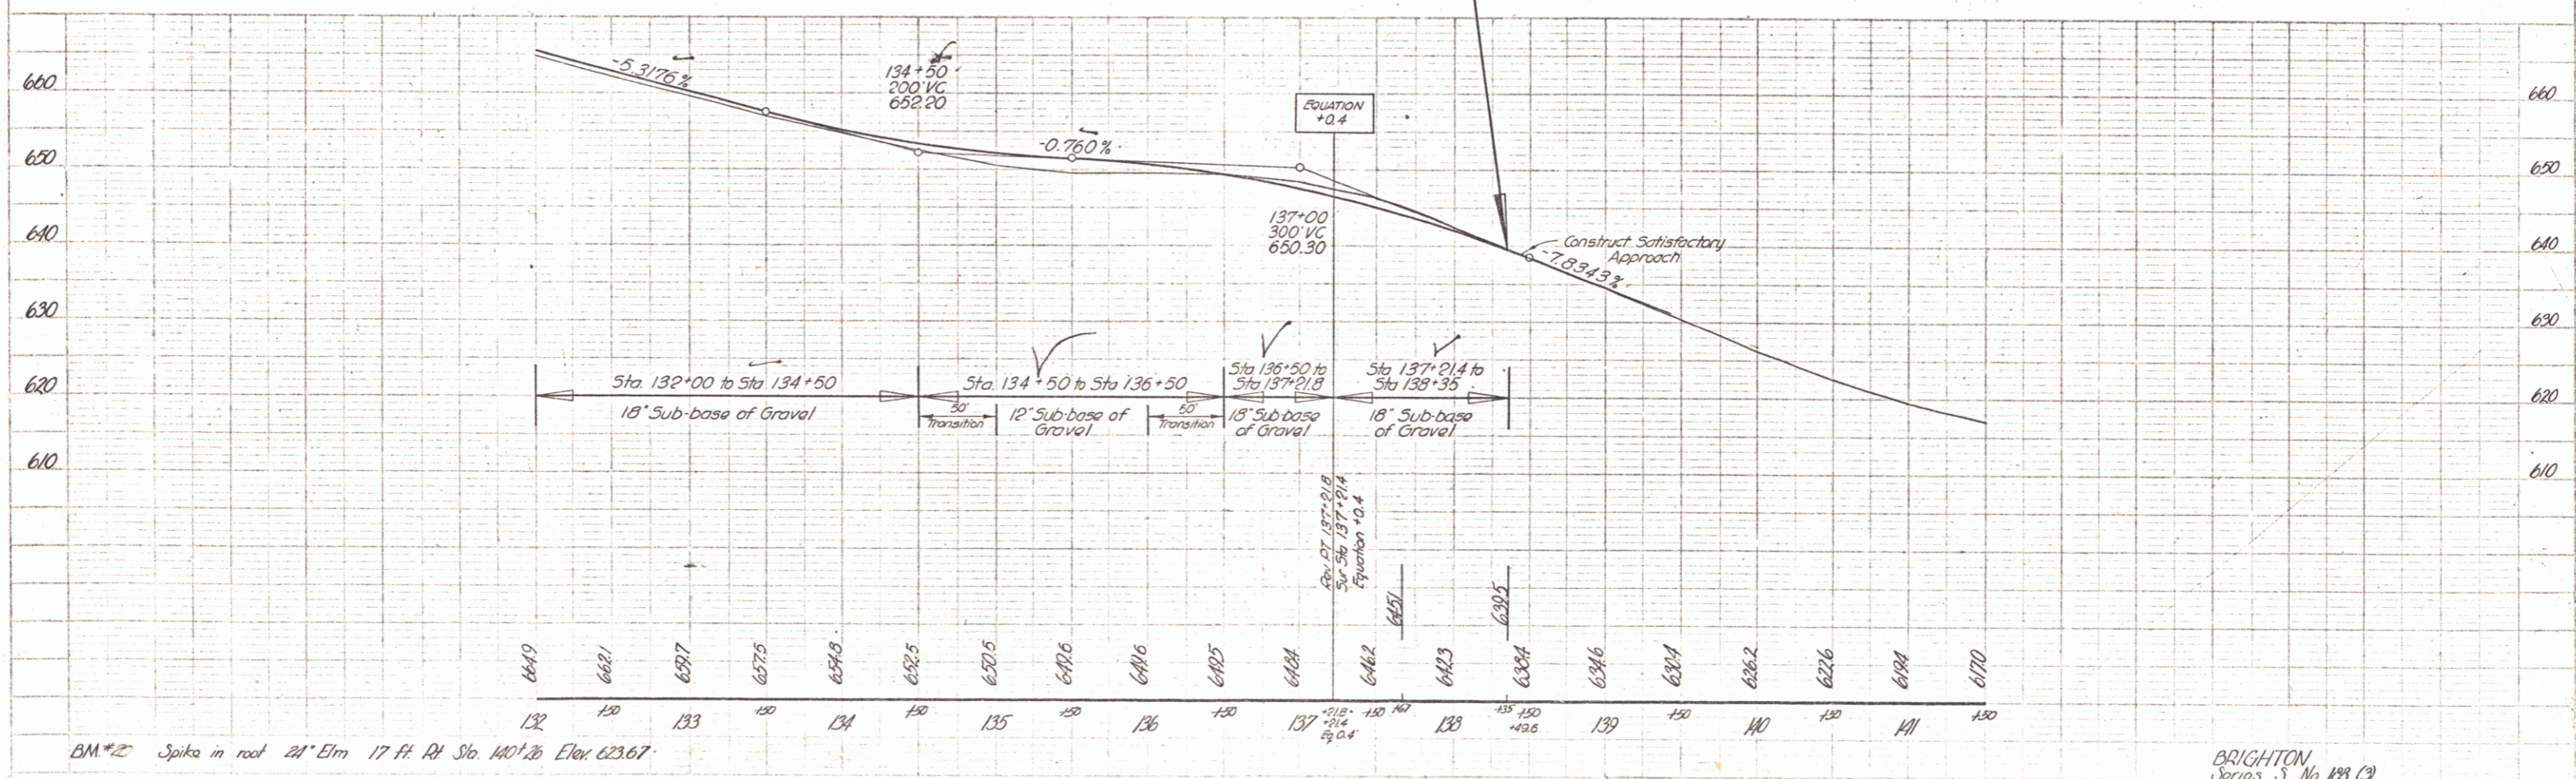 660
650
640
630
620
610
-5.3176%
134+50
200' VC
652.20
-0.760%
EQUATION
+0.4
137+00
300' VC
650.30
Construct Satisfactory
Approach
-7.8343%
660
650
640
630
620
610
Sta. 132+00 to Sta 134+50
18" Sub-base of Gravel
Sta. 134+50 to Sta 136+50
50'
Transition
12" Sub-base of
Gravel
50'
Transition
Sta 136+50 to
Sta 137+21.8
18" Sub-base
of Gravel
Sta 137+21.4 to
Sta 138+35
18" Sub-base
of Gravel
Rev PT 137+21.8
Sur Sta 137+21.4
Equation +0.4
645.1
639.5
664.9 662.1 659.7 657.5 654.8 652.5 650.5 649.6 649.6 649.5 648.4 646.2 642.3 638.4 634.6 630.4 626.2 622.6 619.4 617.0
132 +50 133 +50 134 +50 135 +50 136 +50 137 +21.8 +50 +67 138 +35 +50 139 +50 140 +50 141 +50
+21.4 +49.6
Eq 0.4'
BM #20 Spike in root 24" Elm 17 ft. Rt. Sta. 140+26 Elev. 623.67
BRIGHTON
Series S No 188 (3)